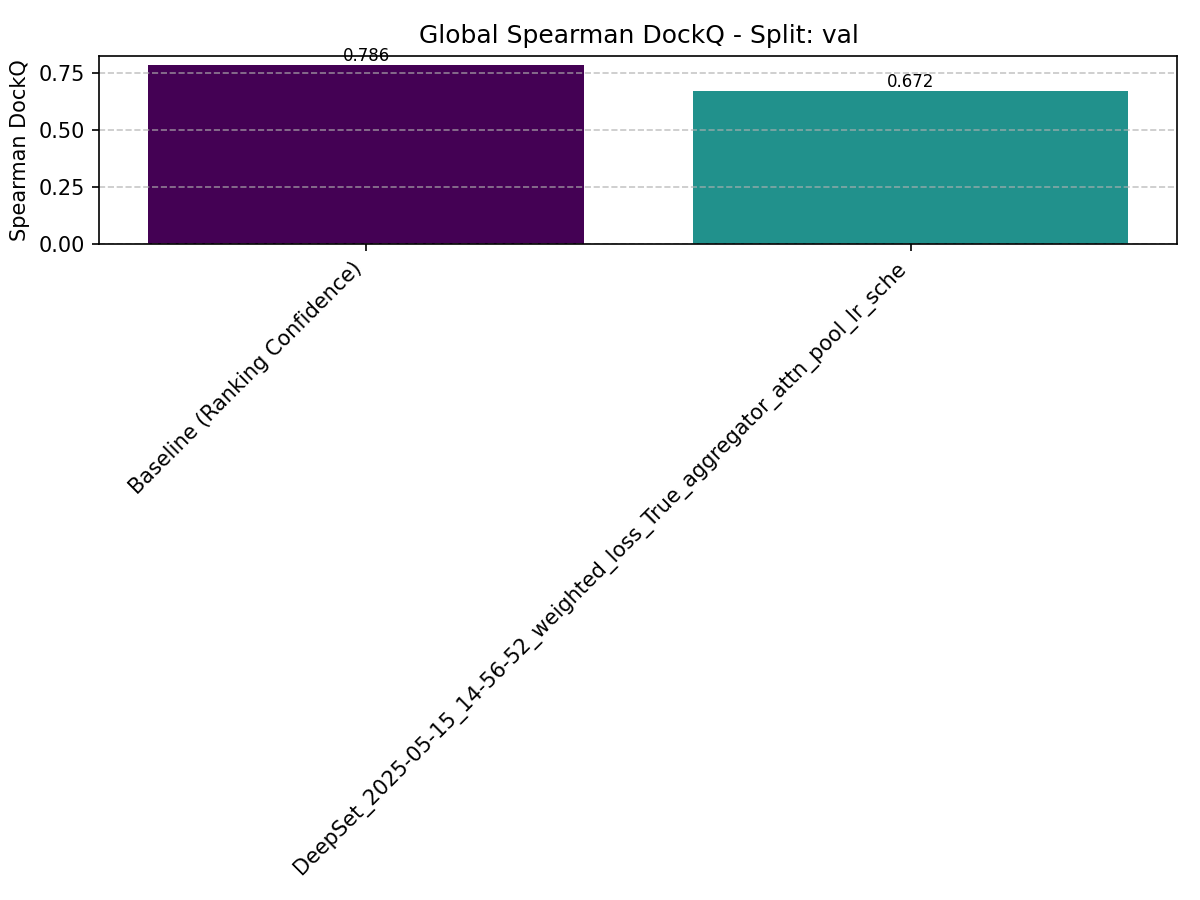 Global Spearman DockQ - Split: val
0.786
0.672
Spearman DockQ
0.75
0.50
0.25
0.00
Baseline (Ranking Confidence)
DeepSet_2025-05-15_14-56-52_weighted_loss_True_aggregator_attn_pool_lr_sche